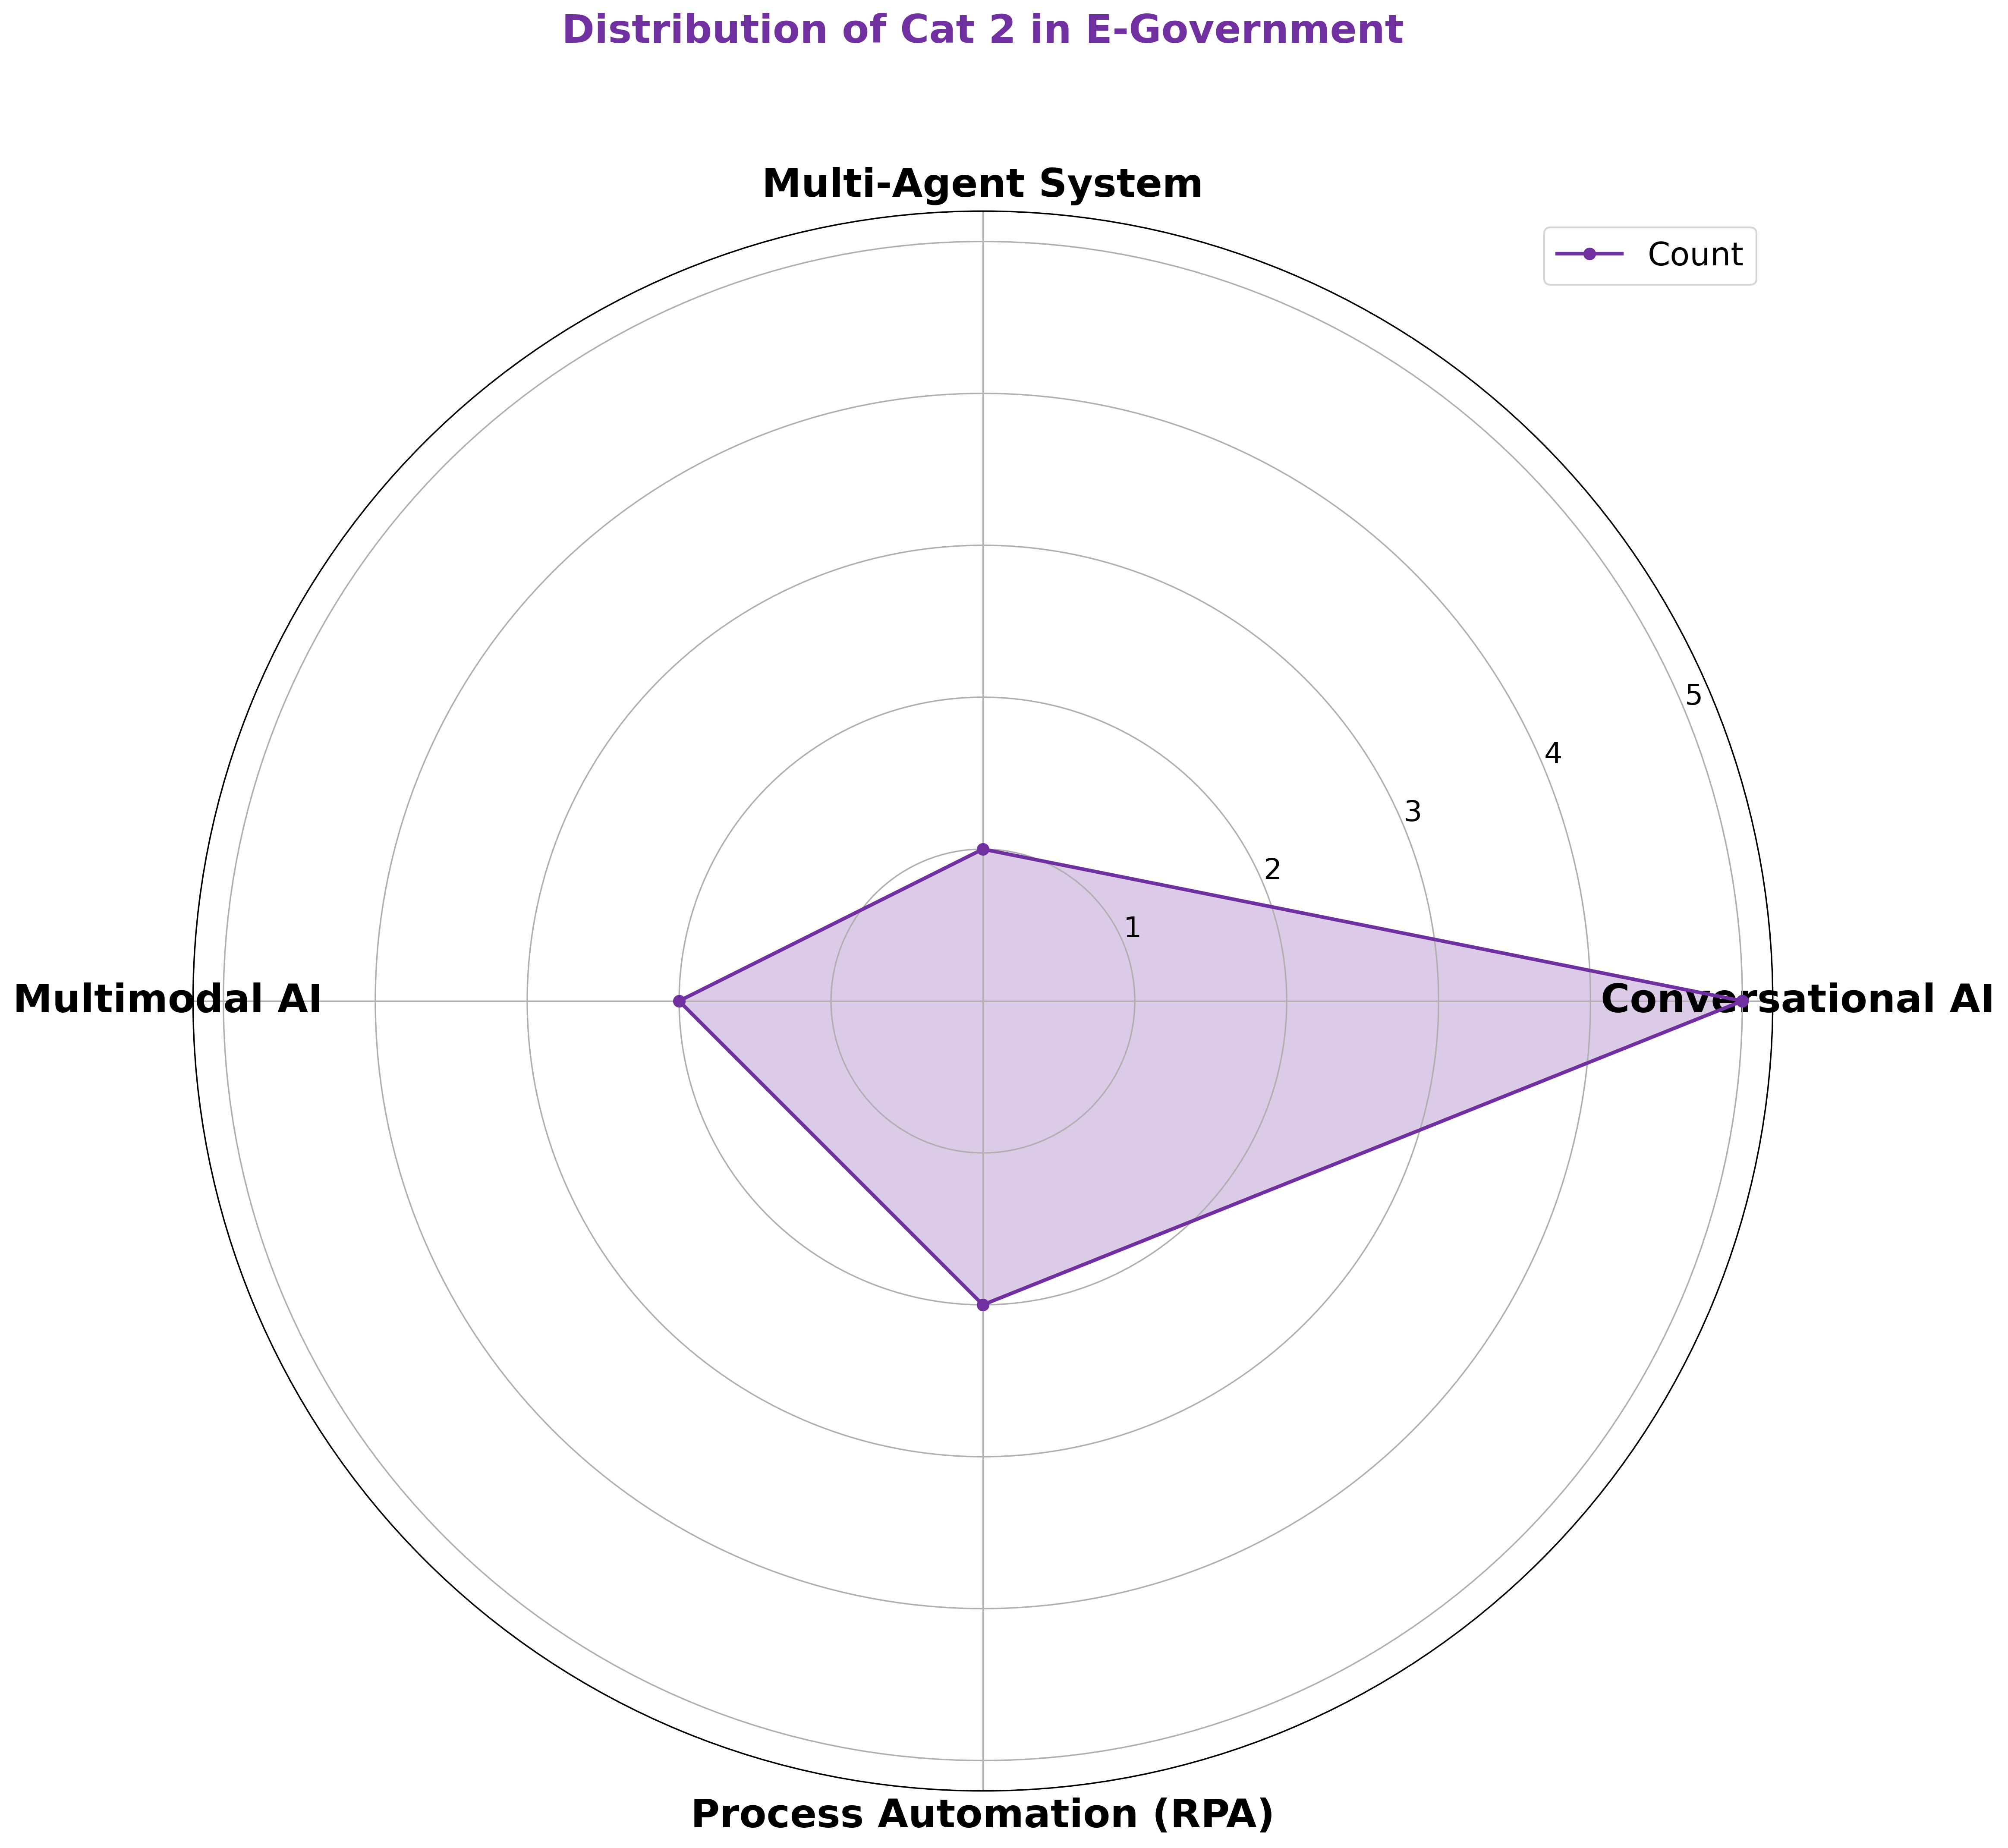 Distribution of Cat 2 in E-Government
Multi-Agent System
Count
5
4
3
2
1
Multimodal AI
Conversational AI
Process Automation (RPA)